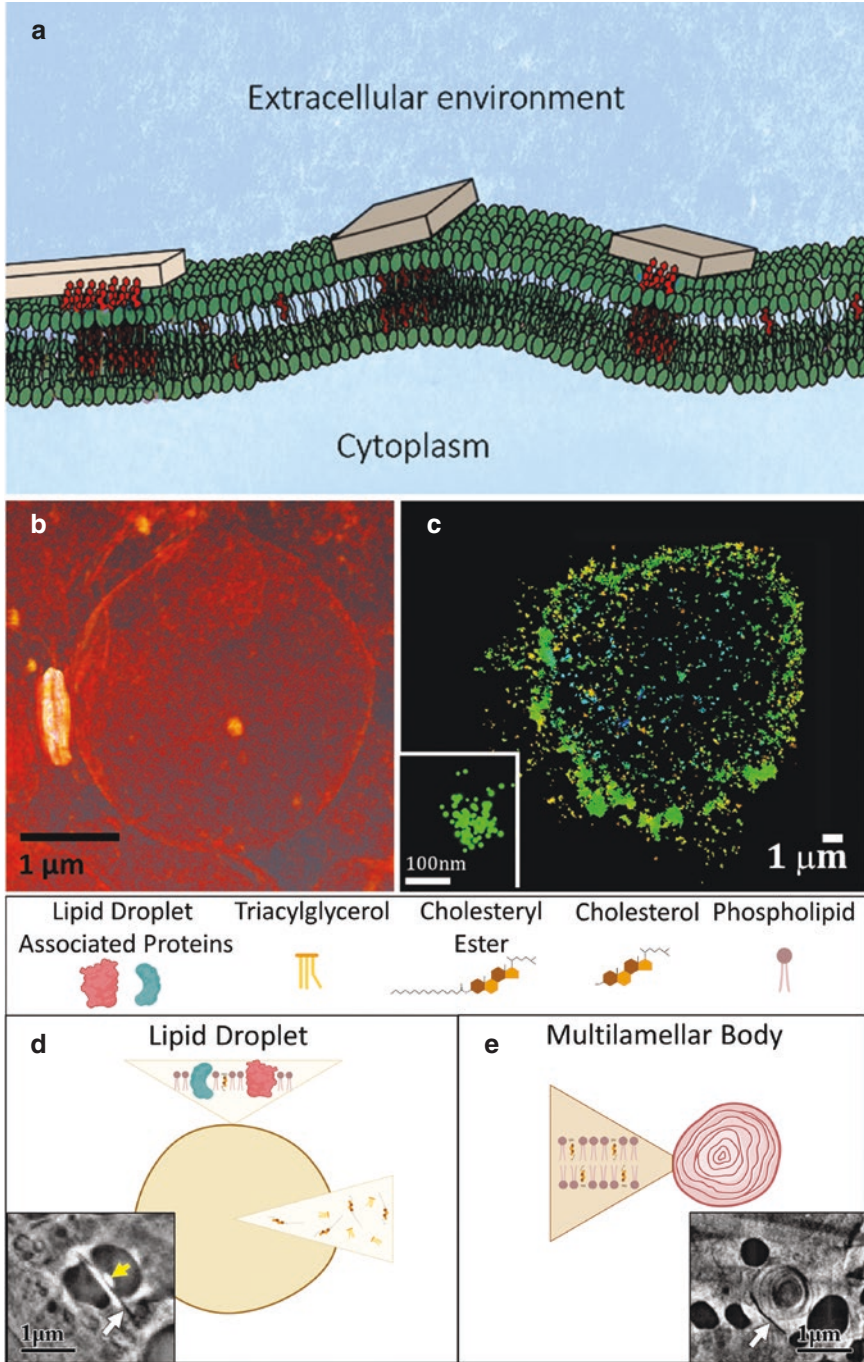 a
Extracellular environment
Cytoplasm
b
1 μm
c
100nm
1 μm
Lipid Droplet
Associated Proteins
Triacylglycerol
Cholesteryl
Ester
Cholesterol
Phospholipid
d
Lipid Droplet
1μm
e
Multilamellar Body
1μm